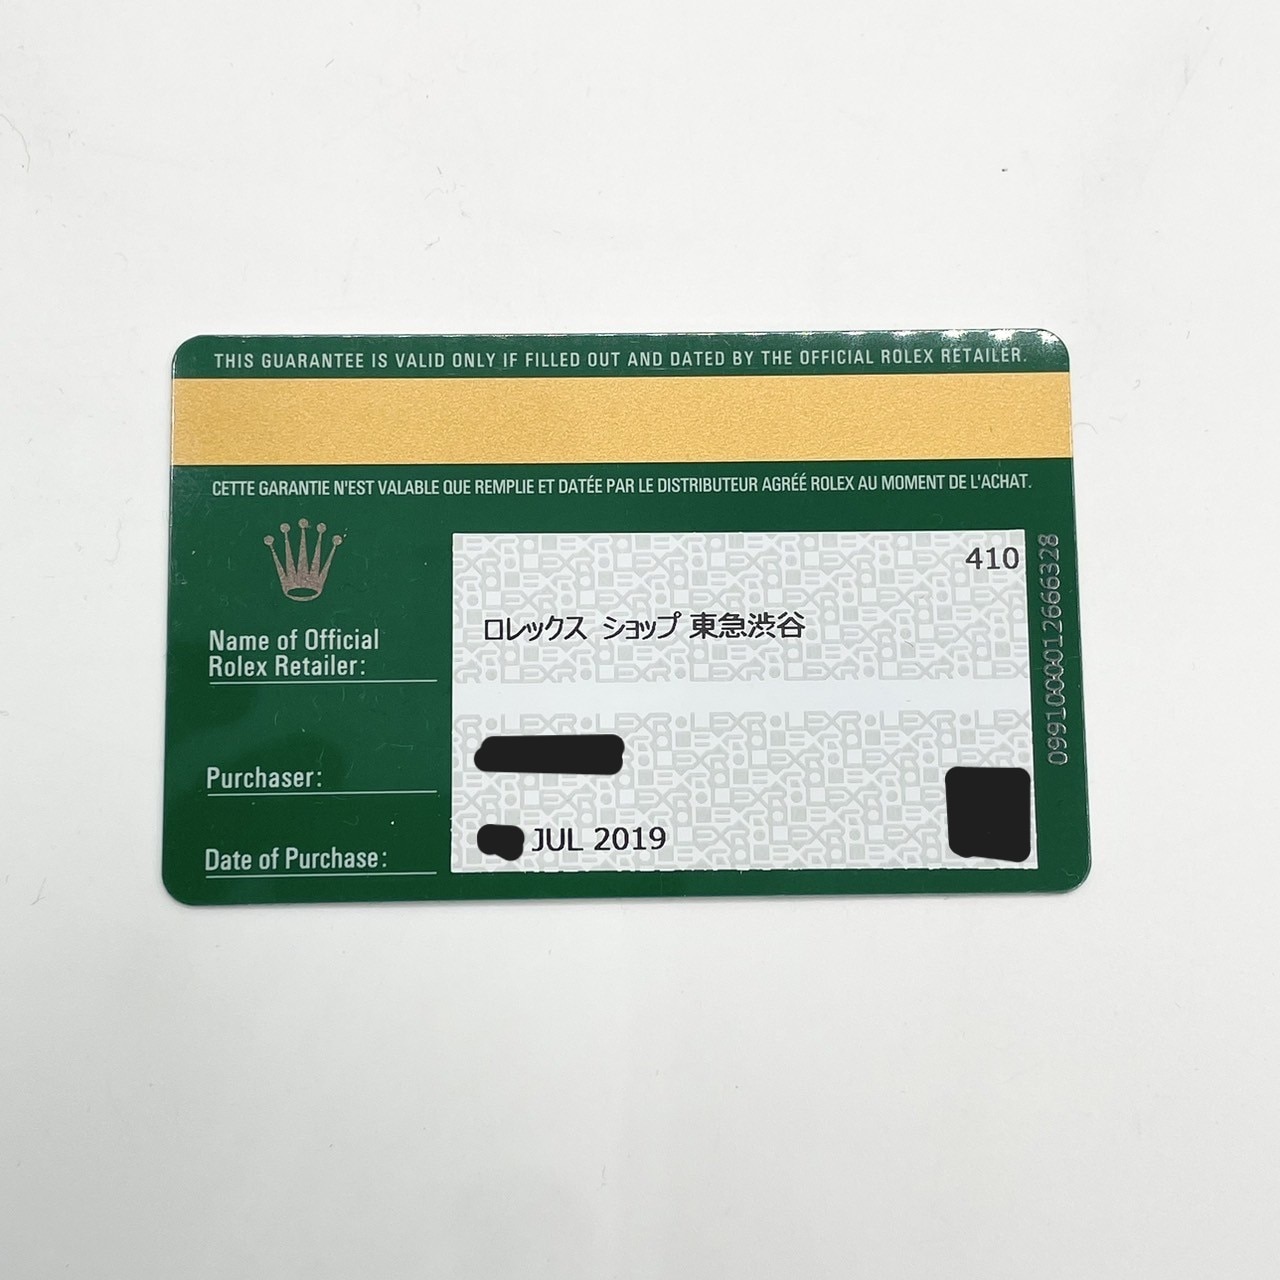 THIS GUARANTEE IS VALID ONLY IF FILLED OUT AND DATED BY THE OFFICIAL ROLEX RETAILER.
CETTE GARANTIE N'EST VALABLE QUE REMPLIE ET DATÉE PAR LE DISTRIBUTEUR AGRÉÉ ROLEX AU MOMENT DE L'ACHAT.
410
Name of Official
Rolex Retailer:
ロレックス ショップ 東急渋谷
Purchaser:
Date of Purchase:
JUL 2019
0991000012666328